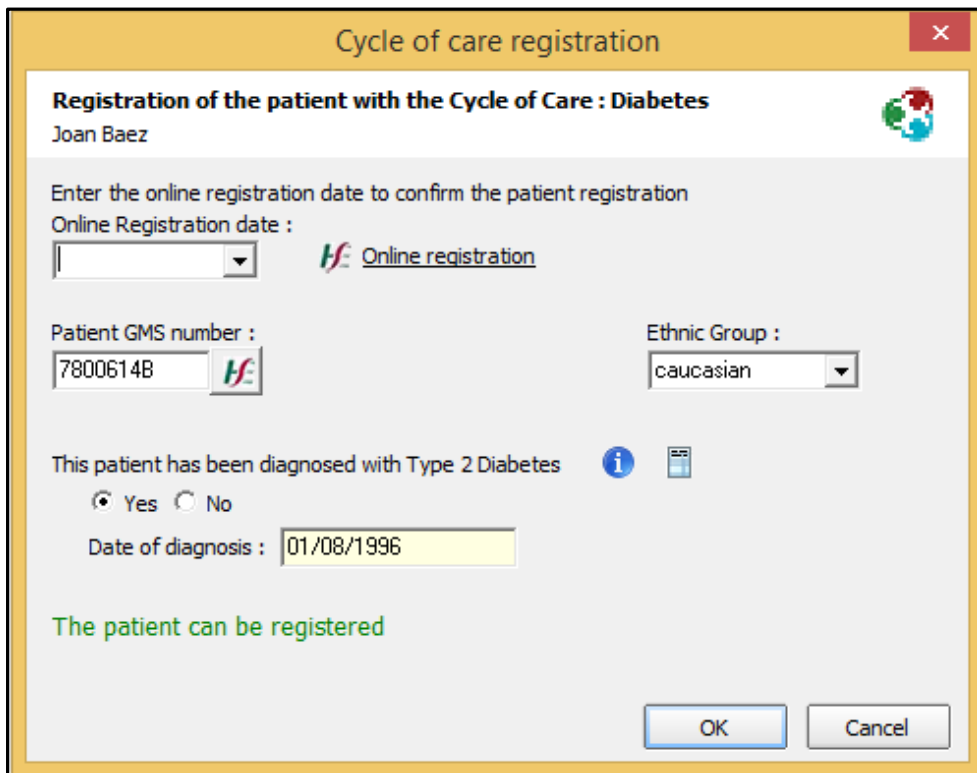 Cycle of care registration
Registration of the patient with the Cycle of Care : Diabetes
Joan Baez
Enter the online registration date to confirm the patient registration
Online Registration date :
Online registration
Patient GMS number :
Ethnic Group :
7800614B
caucasian
This patient has been diagnosed with Type 2 Diabetes
Yes No
Date of diagnosis : 01/08/1996
The patient can be registered
OK Cancel